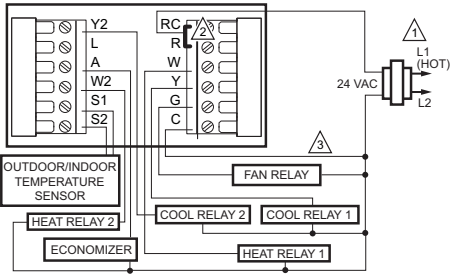 Y2
L
A
W2
S1
S2
RC
R
W
Y
G
C
2
1
L1
(HOT)
24 VAC
L2
3
OUTDOOR/INDOOR
TEMPERATURE
SENSOR
FAN RELAY
HEAT RELAY 2
COOL RELAY 2
COOL RELAY 1
ECONOMIZER
HEAT RELAY 1